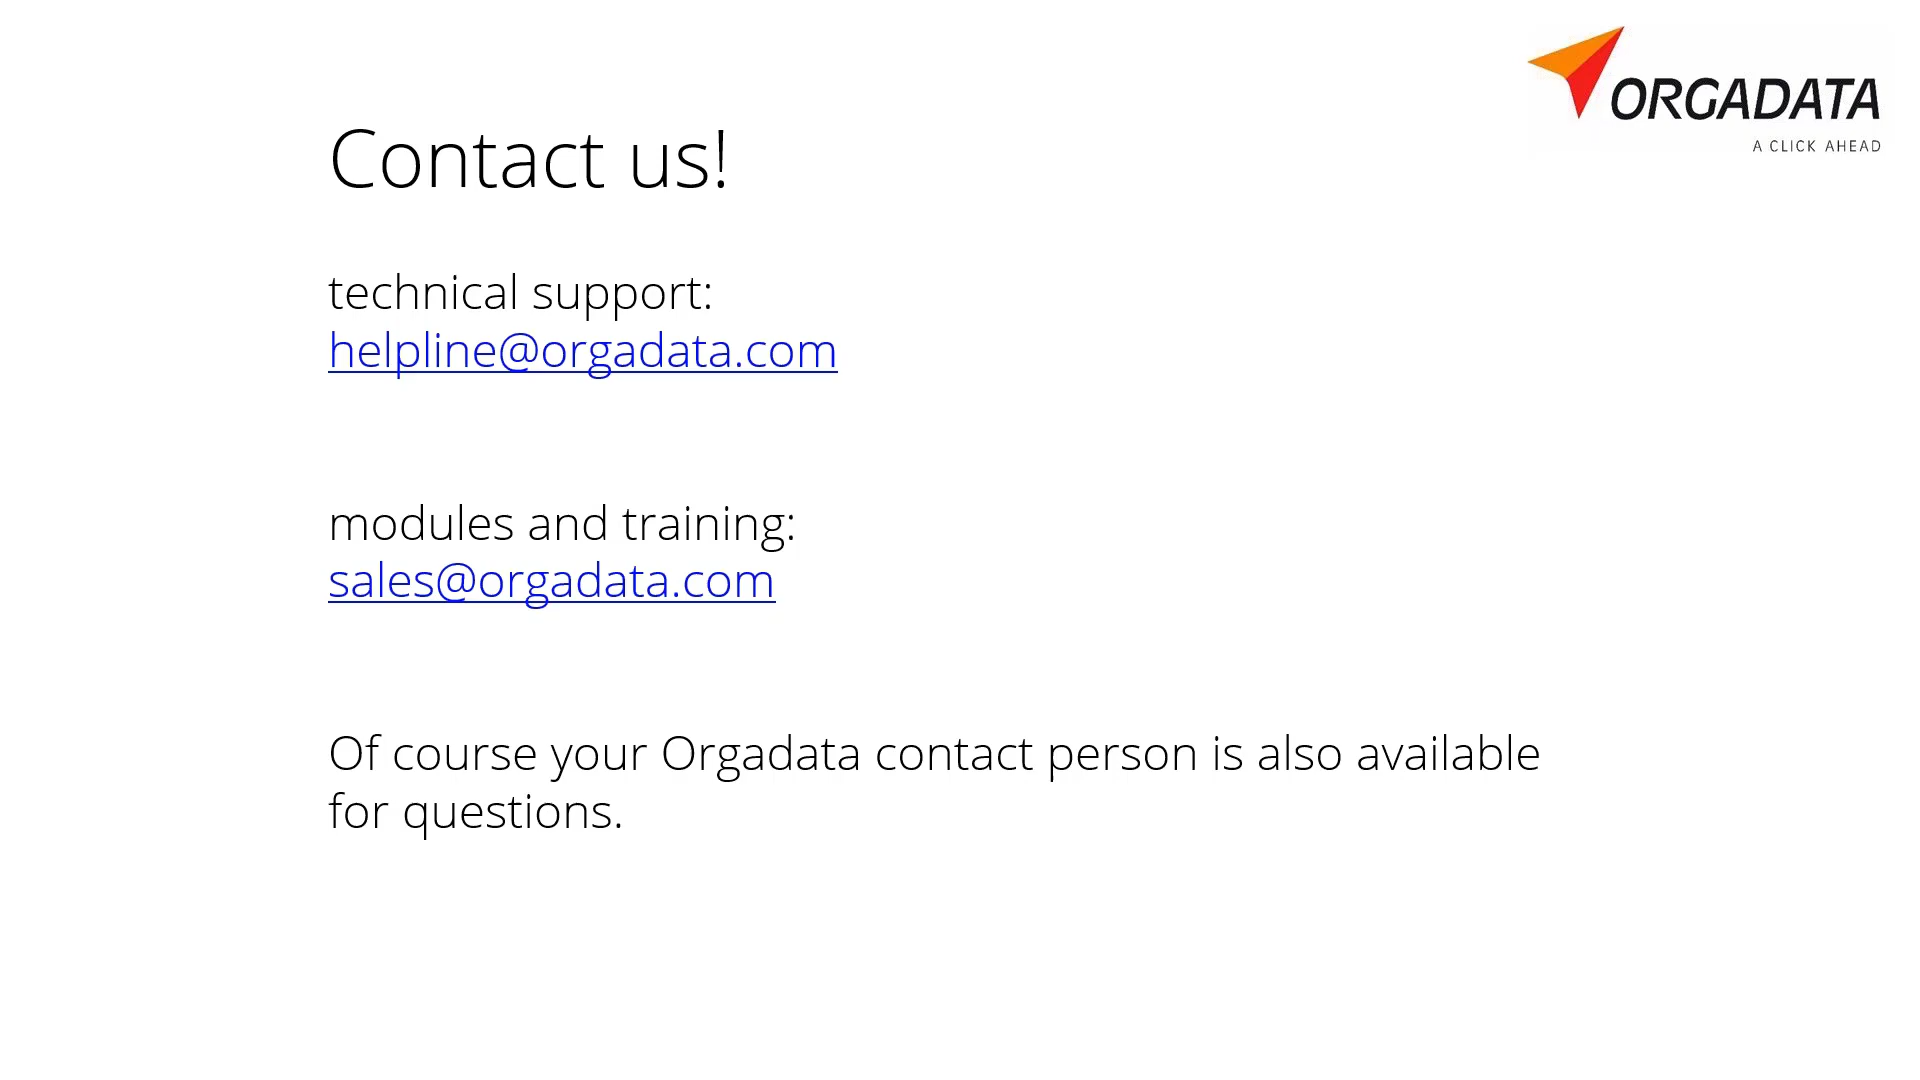 ORGADATA
A CLICK AHEAD
Contact us!
technical support:
helpline@orgadata.com
modules and training:
sales@orgadata.com
Of course your Orgadata contact person is also available
for questions.